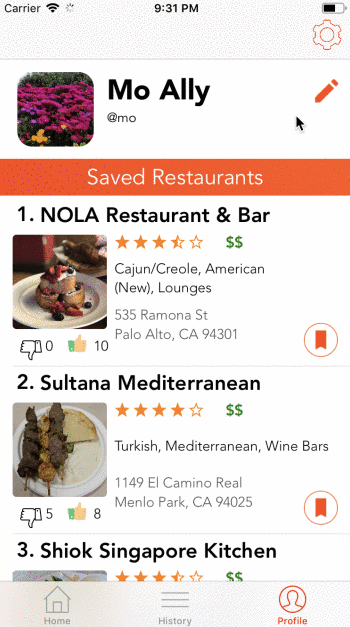 Carrier 9:31 PM
Mo Ally
@mo
Saved Restaurants
1. NOLA Restaurant & Bar
$$
Cajun/Creole, American
(New), Lounges
535 Ramona St
Palo Alto, CA 94301
0 10
2. Sultana Mediterranean
$$
Turkish, Mediterranean, Wine Bars
1149 El Camino Real
Menlo Park, CA 94025
5 8
3. Shiok Singapore Kitchen
$$
Home History Profile